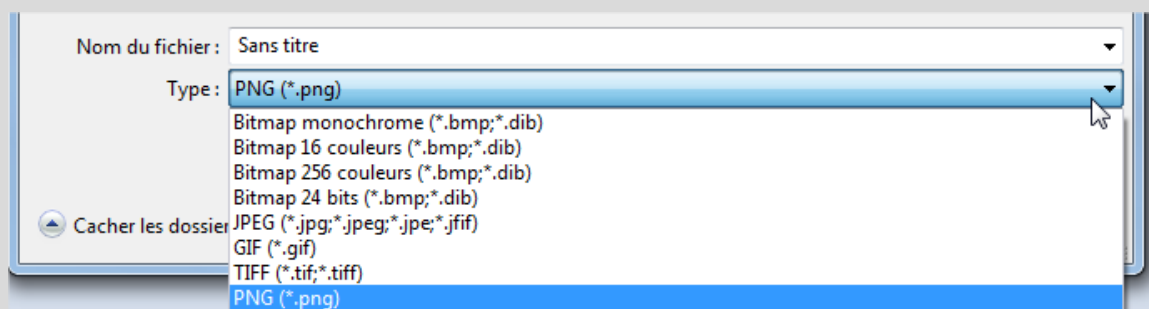 Nom du fichier : Sans titre
Type : PNG (*.png)
Bitmap monochrome (*.bmp;*.dib)
Bitmap 16 couleurs (*.bmp;*.dib)
Bitmap 256 couleurs (*.bmp;*.dib)
Bitmap 24 bits (*.bmp;*.dib)
Cacher les dossier JPEG (*.jpg;*.jpeg;*.jpe;*.jfif)
GIF (*.gif)
TIFF (*.tif;*.tiff)
PNG (*.png)